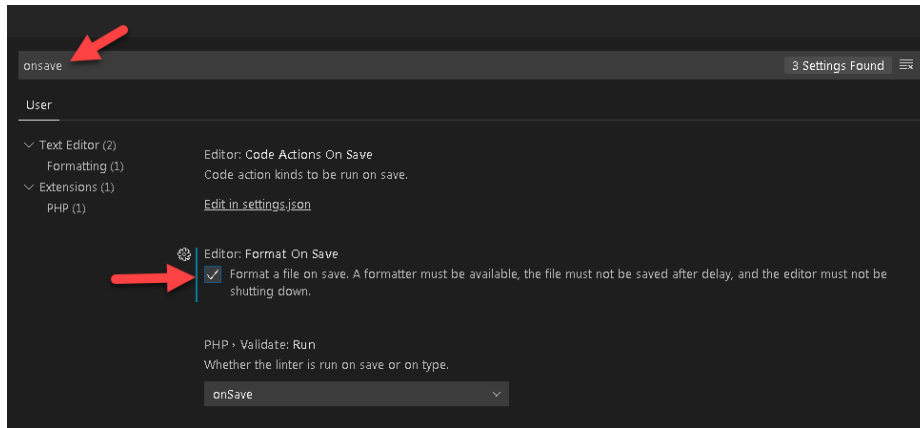 onsave
3 Settings Found
User
Text Editor (2)
Formatting (1)
Extensions (1)
PHP (1)
Editor: Code Actions On Save
Code action kinds to be run on save.
Edit in settings.json
Editor: Format On Save
Format a file on save. A formatter must be available, the file must not be saved after delay, and the editor must not be
shutting down.
PHP › Validate: Run
Whether the linter is run on save or on type.
onSave